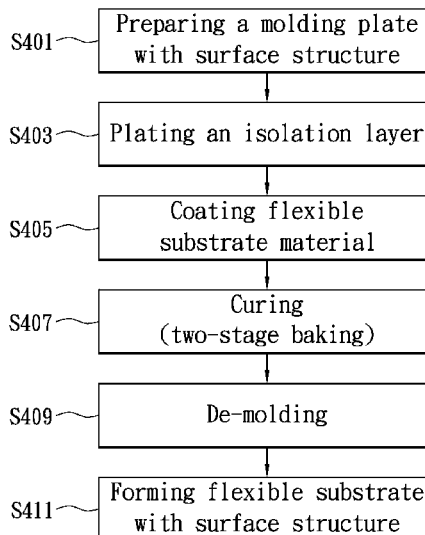 S401
Preparing a molding plate
with surface structure
S403
Plating an isolation layer
S405
Coating flexible
substrate material
S407
Curing
(two-stage baking)
S409
De-molding
S411
Forming flexible substrate
with surface structure